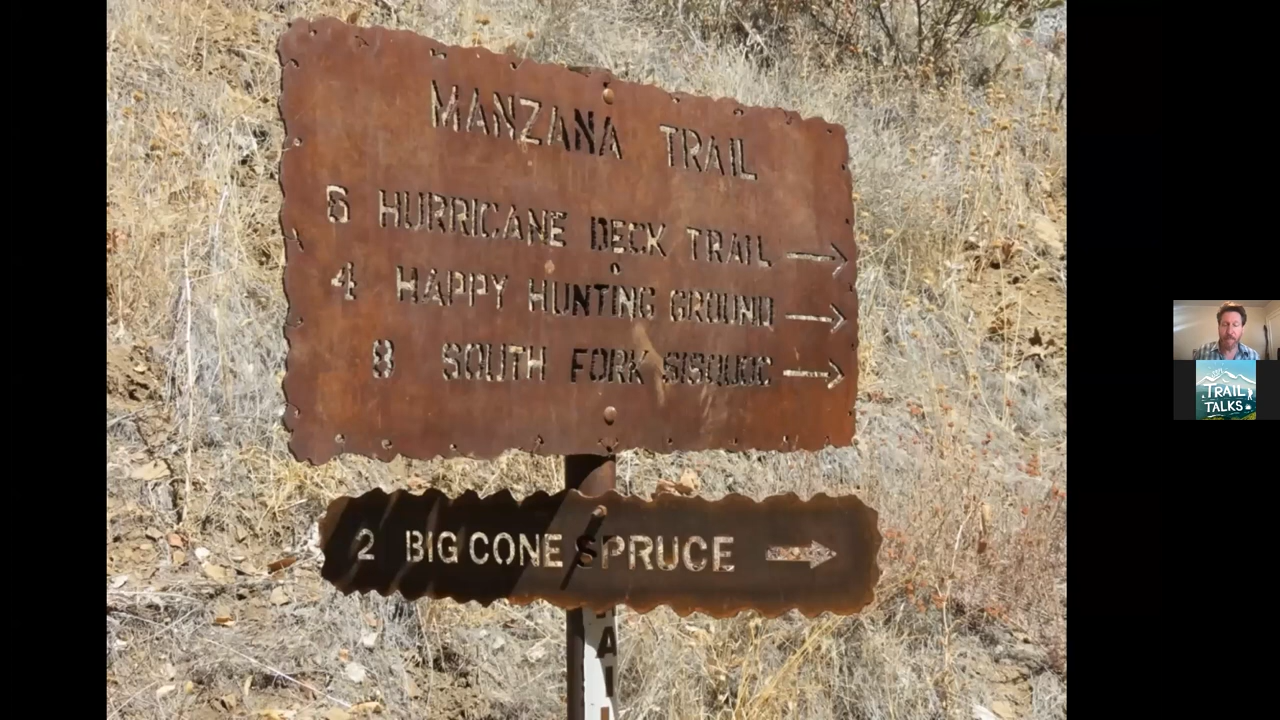 MANZANA TRAIL
6 HURRICANE DECK TRAIL
4 HAPPY HUNTING GROUND
8 SOUTH FORK SISQUOC
2 BIG CONE SPRUCE
TRAIL
TALKS